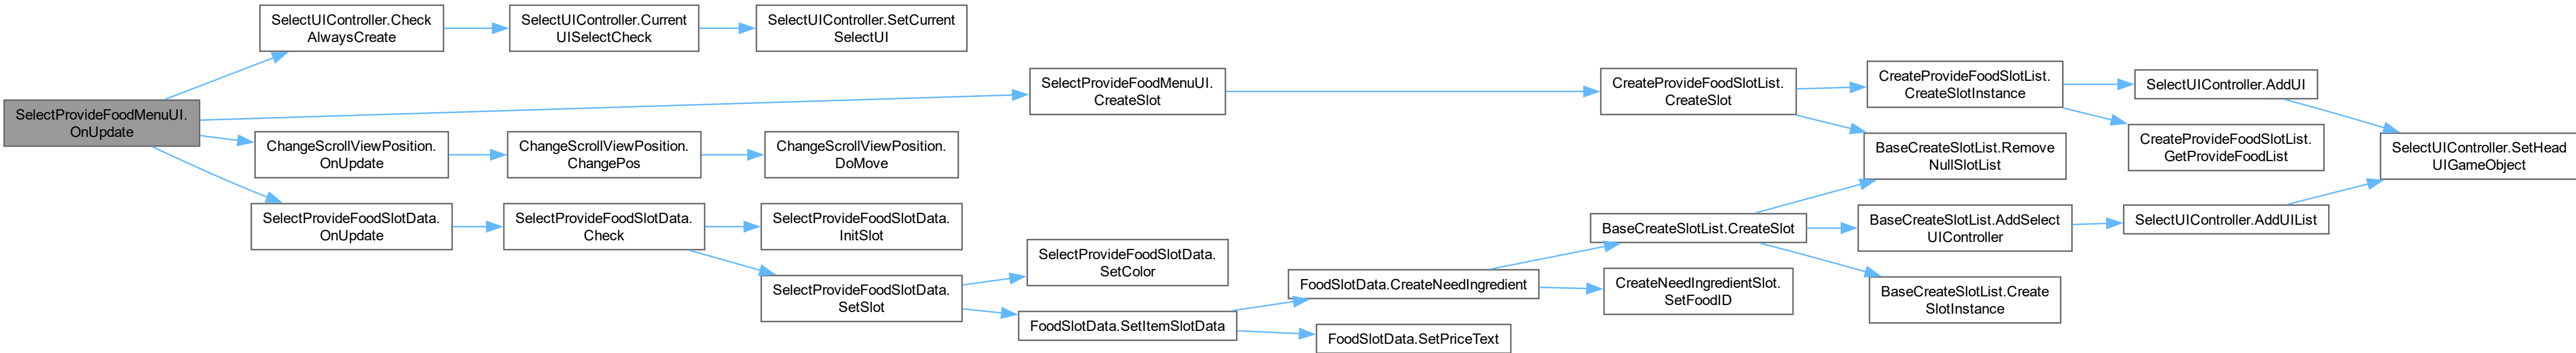 SelectProvideFoodMenuUI.
OnUpdate
SelectUIController.Check
AlwaysCreate
SelectUIController.Current
UISelectCheck
SelectUIController.SetCurrent
SelectUI
SelectProvideFoodMenuUI.
CreateSlot
CreateProvideFoodSlotList.
CreateSlot
CreateProvideFoodSlotList.
CreateSlotInstance
SelectUIController.AddUI
SelectUIController.SetHead
UIGameObject
CreateProvideFoodSlotList.
GetProvideFoodList
BaseCreateSlotList.Remove
NullSlotList
ChangeScrollViewPosition.
OnUpdate
ChangeScrollViewPosition.
ChangePos
ChangeScrollViewPosition.
DoMove
SelectProvideFoodSlotData.
OnUpdate
SelectProvideFoodSlotData.
Check
SelectProvideFoodSlotData.
InitSlot
SelectProvideFoodSlotData.
SetSlot
SelectProvideFoodSlotData.
SetColor
FoodSlotData.SetItemSlotData
FoodSlotData.CreateNeedIngredient
FoodSlotData.SetPriceText
BaseCreateSlotList.CreateSlot
CreateNeedIngredientSlot.
SetFoodID
BaseCreateSlotList.AddSelect
UIController
SelectUIController.AddUIList
BaseCreateSlotList.Create
SlotInstance